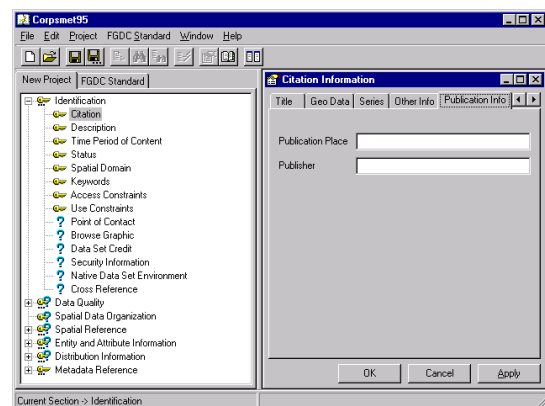 Corpsmet95
File Edit Project FGDC Standard Window Help
New Project FGDC Standard
Identification
Citation
Description
Time Period of Content
Status
Spatial Domain
Keywords
Access Constraints
Use Constraints
? Point of Contact
? Browse Graphic
? Data Set Credit
? Security Information
? Native Data Set Environment
? Cross Reference
Data Quality
Spatial Data Organization
Spatial Reference
Entity and Attribute Information
Distribution Information
Metadata Reference
Citation Information
Title Geo Data Series Other Info Publication Info
Publication Place
Publisher
OK Cancel Apply
Current Section -> Identification